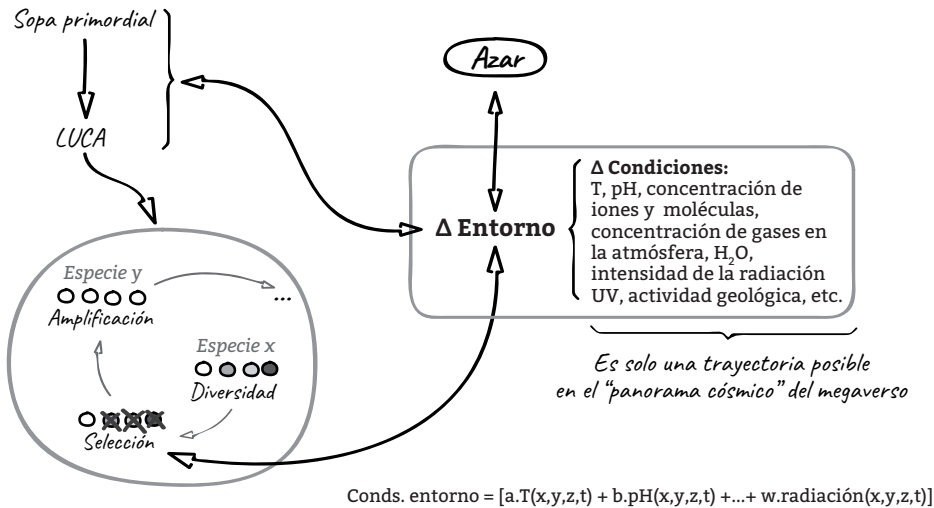 Sopa primordial
LUCA
Azar
Δ Entorno
Δ Condiciones:
T, pH, concentración de
iones y moléculas,
concentración de gases en
la atmósfera, H₂O,
intensidad de la radiación
UV, actividad geológica, etc.
Es solo una trayectoria posible
en el “panorama cósmico” del megaverso
Especie y
Amplificación
...
Especie x
Diversidad
Selección
Conds. entorno = [a.T(x,y,z,t) + b.pH(x,y,z,t) +...+ w.radiación(x,y,z,t)]